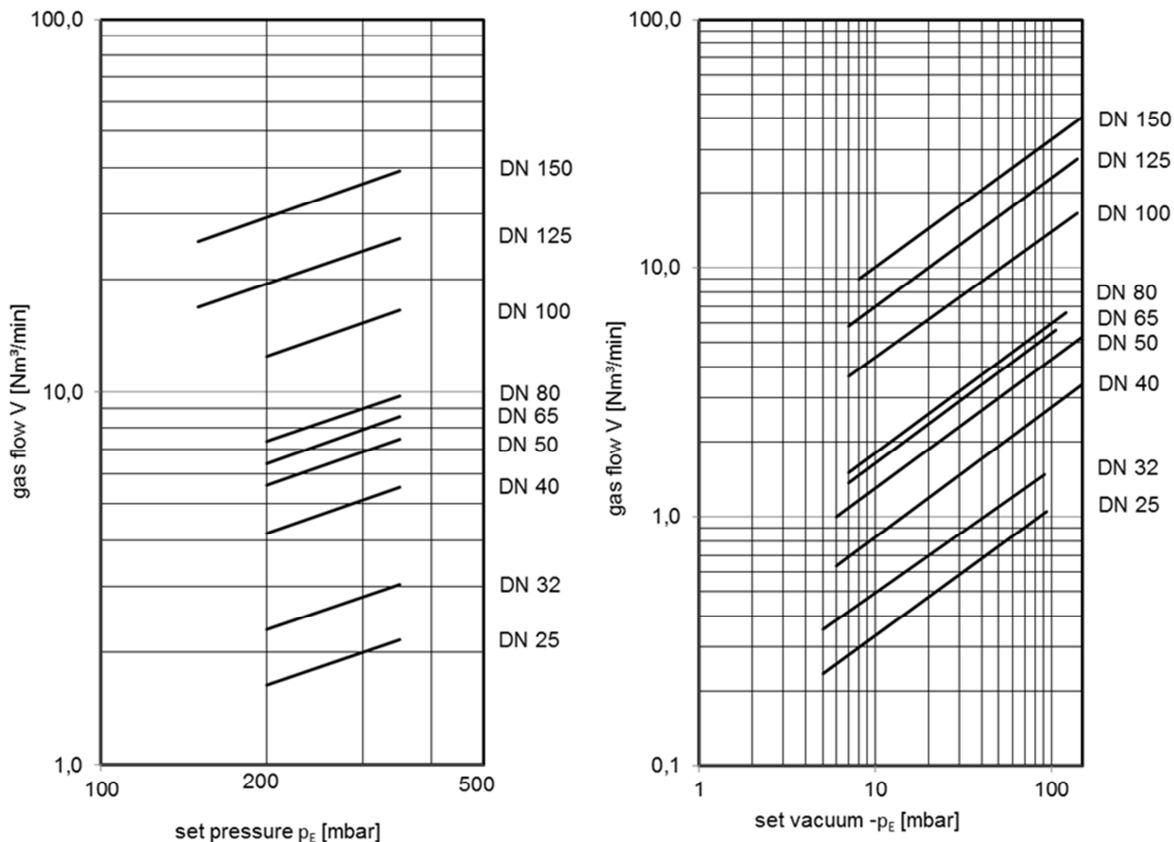 100,0
10,0
1,0
gas flow V [Nm³/min]
DN 150
DN 125
DN 100
DN 80
DN 65
DN 50
DN 40
DN 32
DN 25
100
200
500
set pressure pE [mbar]
100,0
10,0
1,0
0,1
gas flow V [Nm³/min]
DN 150
DN 125
DN 100
DN 80
DN 65
DN 50
DN 40
DN 32
DN 25
1
10
100
set vacuum -pE [mbar]